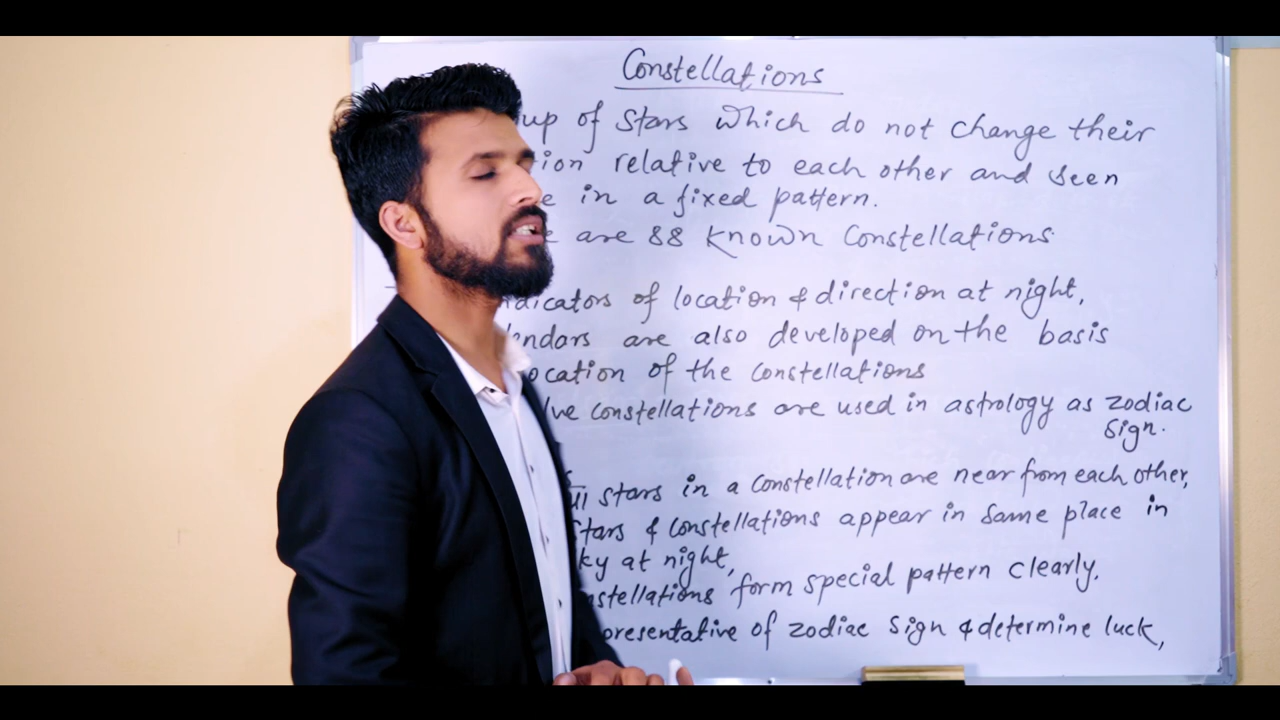 Constellations
up of stars which do not change their
ion relative to each other and seen
e in a fixed pattern.
e are 88 known Constellations.
dicators of location & direction at night,
endars are also developed on the basis
ocation of the constellations
lve constellations are used in astrology as zodiac
sign.
stars in a constellation are near from each other,
stars & constellations appear in same place in
ky at night,
nstellations form special pattern clearly.
presentative of zodiac sign & determine luck,